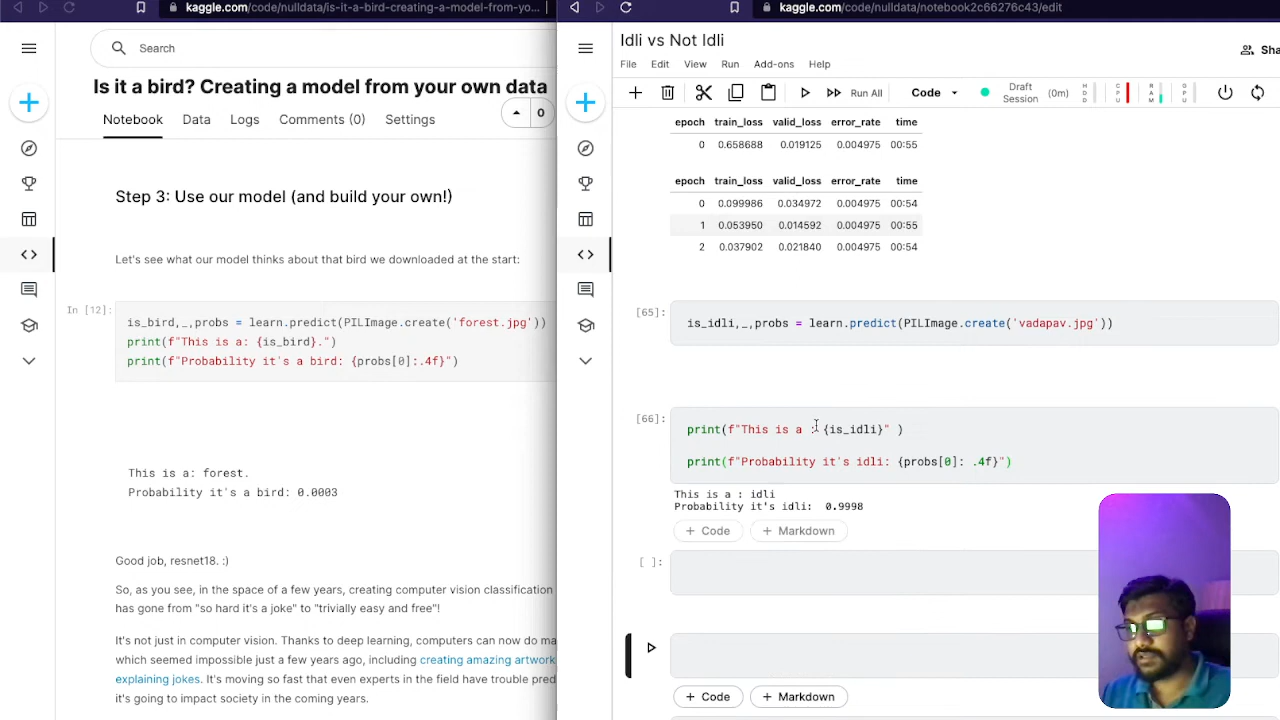 kaggle.com/code/nulldata/is-it-a-bird-creating-a-model-from-yo...
Search
Is it a bird? Creating a model from your own data
0
Notebook
Data
Logs
Comments (0)
Settings
Step 3: Use our model (and build your own!)
Let's see what our model thinks about that bird we downloaded at the start:
In [12]:
is_bird,_,probs = learn.predict(PILImage.create('forest.jpg'))
print(f"This is a: {is_bird}.")
print(f"Probability it's a bird: {probs[0]:.4f}")
This is a: forest.
Probability it's a bird: 0.0003
Good job, resnet18. :)
So, as you see, in the space of a few years, creating computer vision classification
has gone from "so hard it's a joke" to "trivially easy and free"!
It's not just in computer vision. Thanks to deep learning, computers can now do ma
which seemed impossible just a few years ago, including creating amazing artwork
explaining jokes. It's moving so fast that even experts in the field have trouble pred
it's going to impact society in the coming years.
kaggle.com/code/nulldata/notebook2c66276c43/edit
Idli vs Not Idli
Sha
File Edit View Run Add-ons Help
Run All
Code
Draft
Session
(0m)
HDD
CPU
RAM
GPU
epoch train_loss valid_loss error_rate time
0 0.658688 0.019125 0.004975 00:55
epoch train_loss valid_loss error_rate time
0 0.099986 0.034972 0.004975 00:54
1 0.053950 0.014592 0.004975 00:55
2 0.037902 0.021840 0.004975 00:54
[65]:
is_idli,_,probs = learn.predict(PILImage.create('vadapav.jpg'))
[66]:
print(f"This is a : {is_idli}" )
print(f"Probability it's idli: {probs[0]: .4f}")
This is a : idli
Probability it's idli:  0.9998
+ Code
+ Markdown
[ ]:
+ Code
+ Markdown